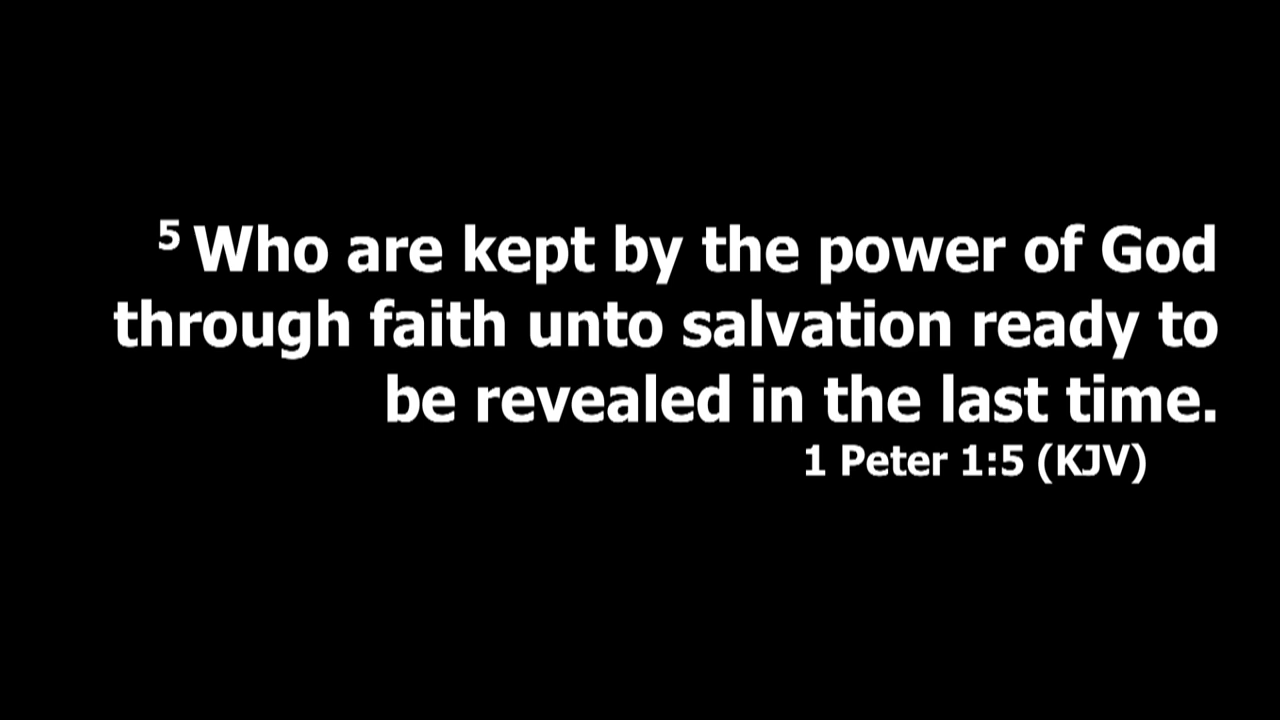 5 Who are kept by the power of God
through faith unto salvation ready to
be revealed in the last time.
1 Peter 1:5 (KJV)